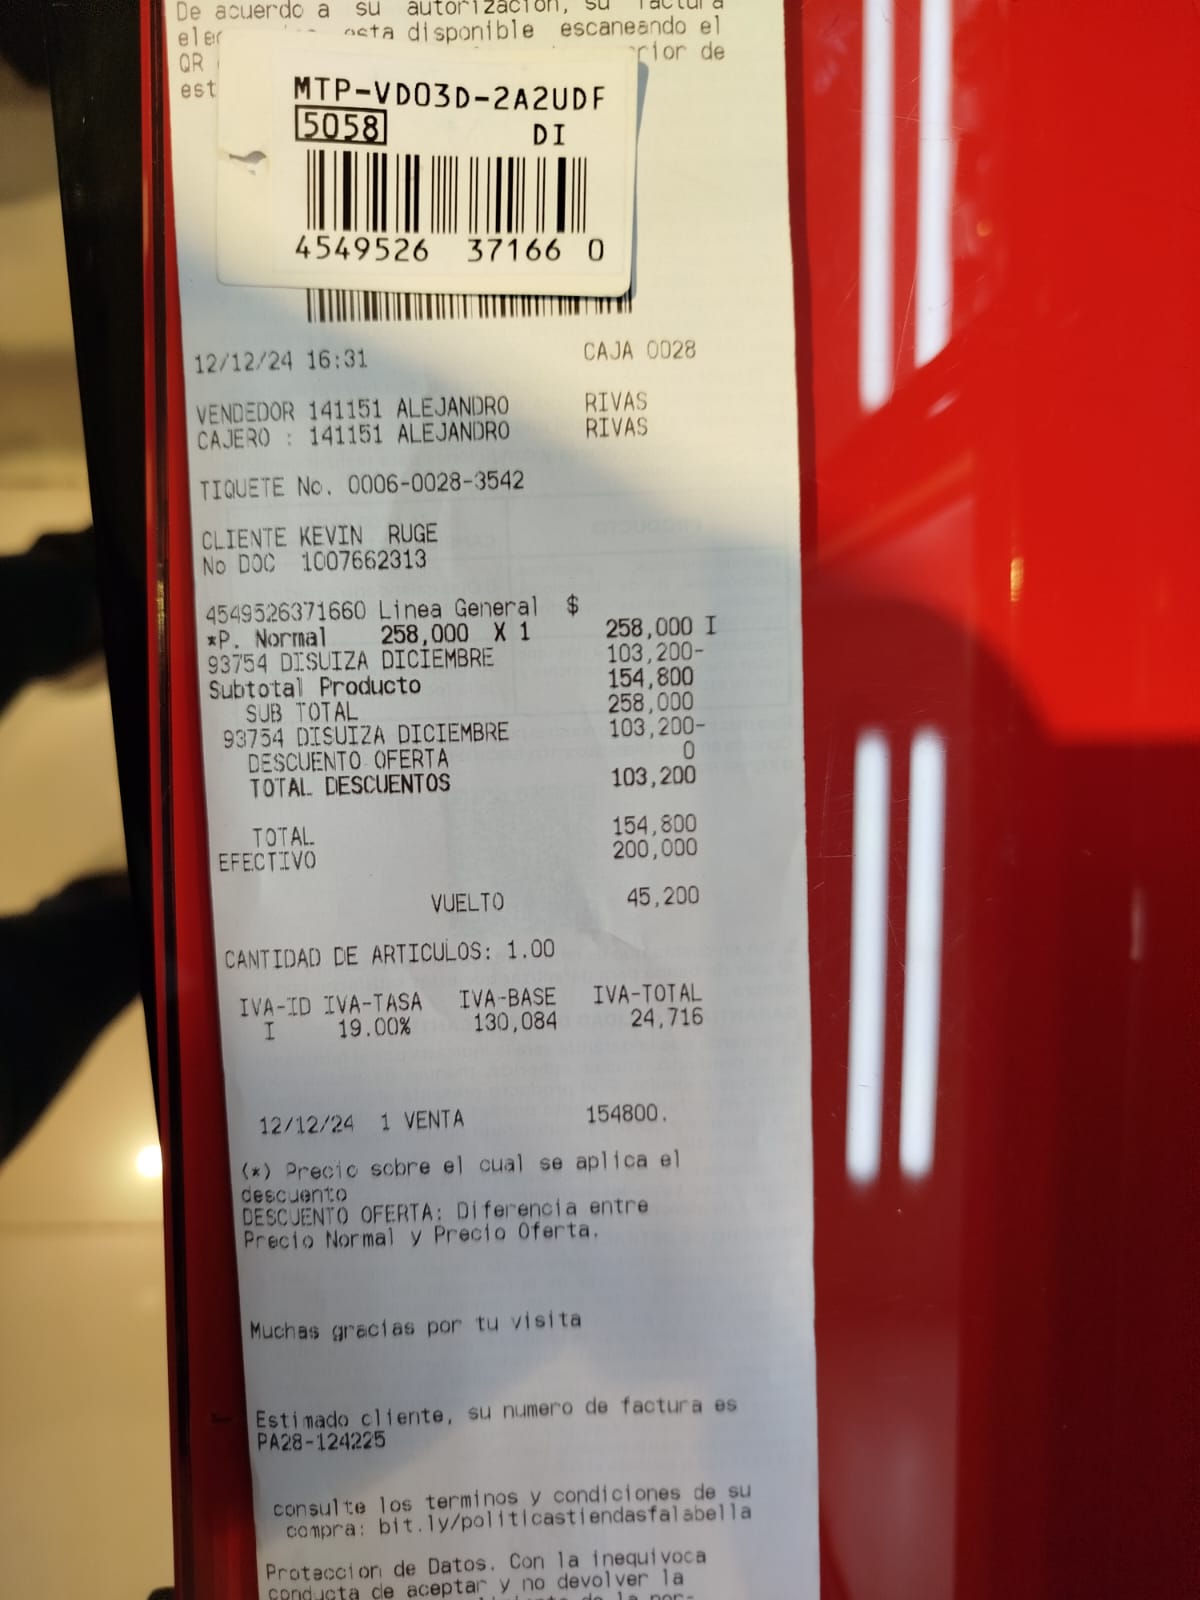 De acuerdo a su autorizacion, su factura
esta disponible escaneando el
QR rior de
est
MTP-VD03D-2A2UDF
5058 DI
4549526 37166 0
12/12/24 16:31 CAJA 0028
VENDEDOR 141151 ALEJANDRO RIVAS
CAJERO : 141151 ALEJANDRO RIVAS
TIQUETE No. 0006-0028-3542
CLIENTE KEVIN RUGE
No DOC 1007662313
4549526371660 Linea General $
*P. Normal 258,000 X 1 258,000 I
93754 DISUIZA DICIEMBRE 103,200-
Subtotal Producto 154,800
SUB TOTAL 258,000
93754 DISUIZA DICIEMBRE 103,200-
DESCUENTO OFERTA 0
TOTAL DESCUENTOS 103,200
TOTAL 154,800
EFECTIVO 200,000
VUELTO 45,200
CANTIDAD DE ARTICULOS: 1.00
IVA-ID IVA-TASA IVA-BASE IVA-TOTAL
I 19.00% 130,084 24,716
12/12/24 1 VENTA 154800.
(*) Precio sobre el cual se aplica el
descuento
DESCUENTO OFERTA: Diferencia entre
Precio Normal y Precio Oferta.
Muchas gracias por tu visita
Estimado cliente, su numero de factura es
PA28-124225
consulte los terminos y condiciones de su
compra: bit.ly/politicastiendasfalabella
Proteccion de Datos. Con la inequivoca
conducta de aceptar y no devolver la